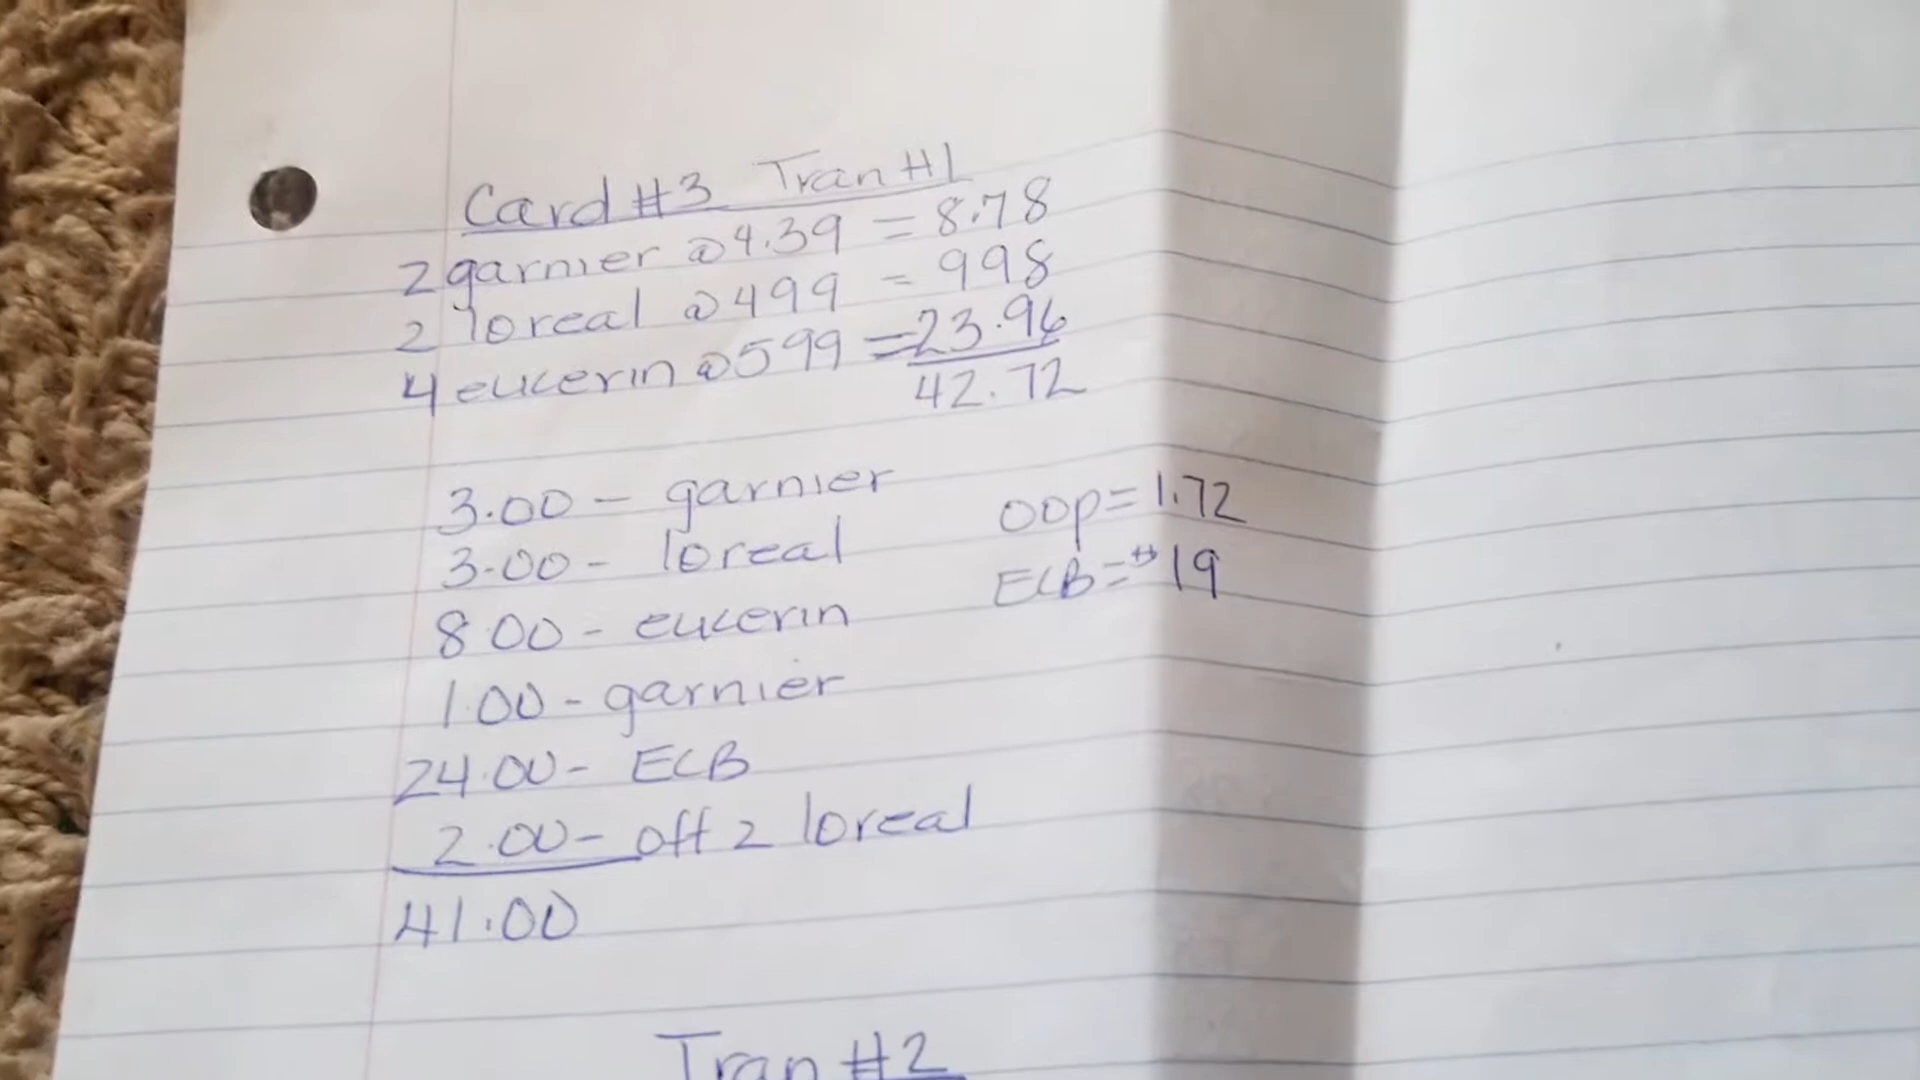 Card #3 Tran #1
2 garnier @ 4.39 = 8.78
2 loreal @ 499 = 998
4 eucerin @ 599 = 23.96
42.72
3.00 - garnier
3.00 - loreal
OOP = 1.72
8 00 - eucerin
ECB = $19
1.00 - garnier
24.00 - ECB
2.00 - off 2 loreal
41.00
Tran #2